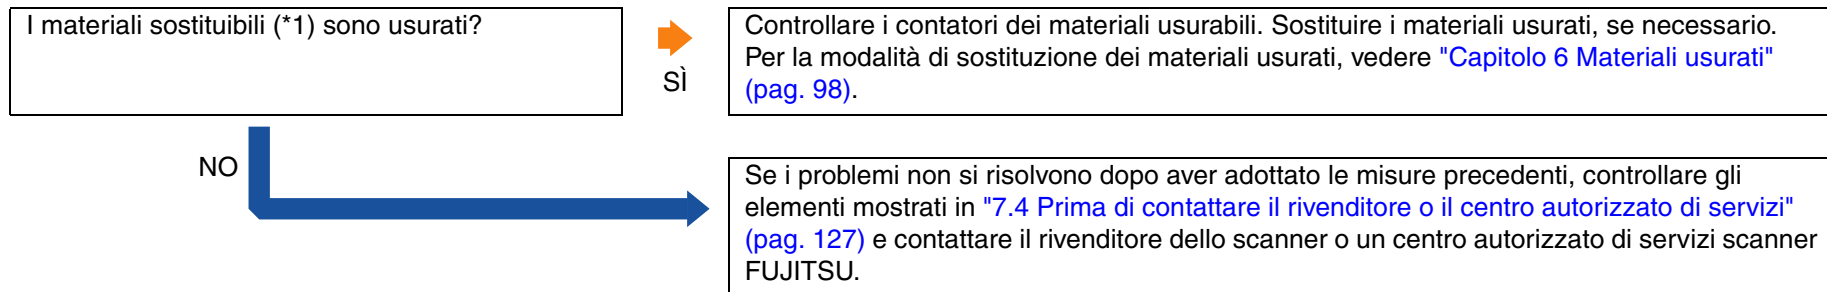 I materiali sostituibili (*1) sono usurati?
SÌ
Controllare i contatori dei materiali usurabili. Sostituire i materiali usurati, se necessario.
Per la modalità di sostituzione dei materiali usurati, vedere "Capitolo 6 Materiali usurati"
(pag. 98).
NO
Se i problemi non si risolvono dopo aver adottato le misure precedenti, controllare gli
elementi mostrati in "7.4 Prima di contattare il rivenditore o il centro autorizzato di servizi"
(pag. 127) e contattare il rivenditore dello scanner o un centro autorizzato di servizi scanner
FUJITSU.